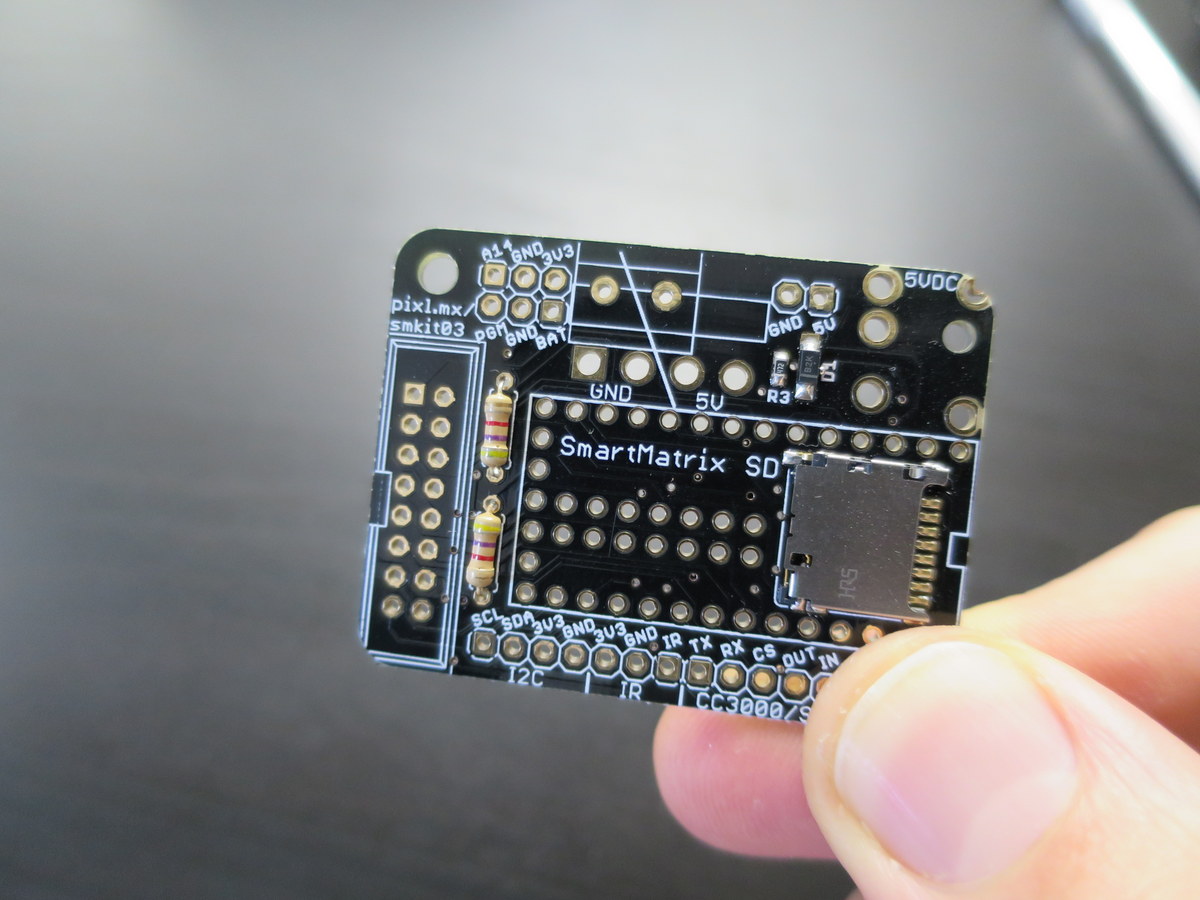 A14 GND 3V3
5VDC
pixl.mx/
smkit03
PGM GND BAT
GND 5V
D1
R3
GND 5V
SmartMatrix SD
HRS
SCL SDA 3V3 GND 3V3 GND IR TX RX CS OUT IN
I2C IR CC3000/S